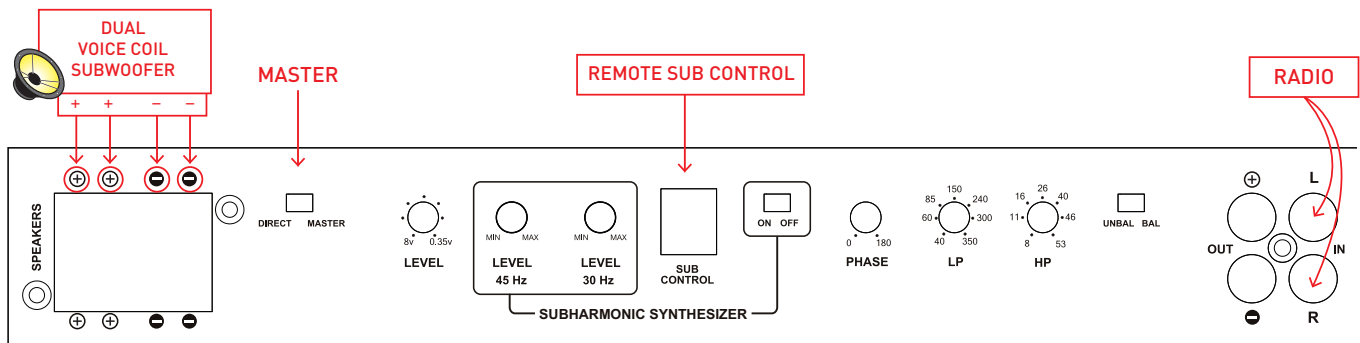 DUAL
VOICE COIL
SUBWOOFER
+ + − −
MASTER
REMOTE SUB CONTROL
RADIO
+ + − −
SPEAKERS
DIRECT MASTER
8v 0.35v
LEVEL
MIN MAX
LEVEL
45 Hz
MIN MAX
LEVEL
30 Hz
SUB
CONTROL
ON OFF
SUBHARMONIC SYNTHESIZER
0 180
PHASE
40 60 85 150 240 300 350
LP
8 11 16 26 40 46 53
HP
UNBAL BAL
+ L
OUT IN
− R
+ + − −